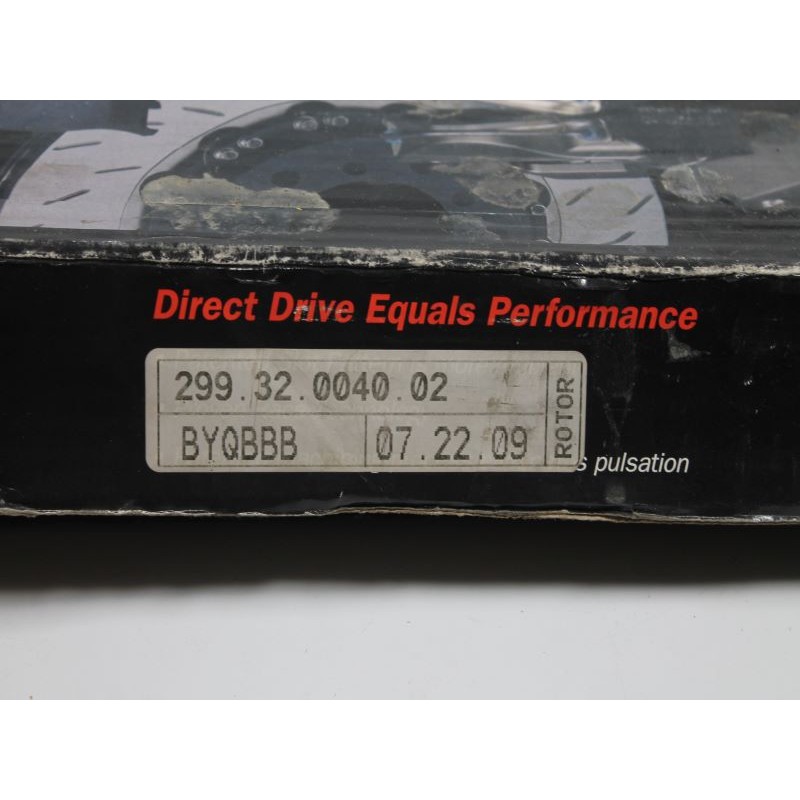 Direct Drive Equals Performance
299.32.0040.02
ROTOR
BYQBBB
07.22.09
s pulsation